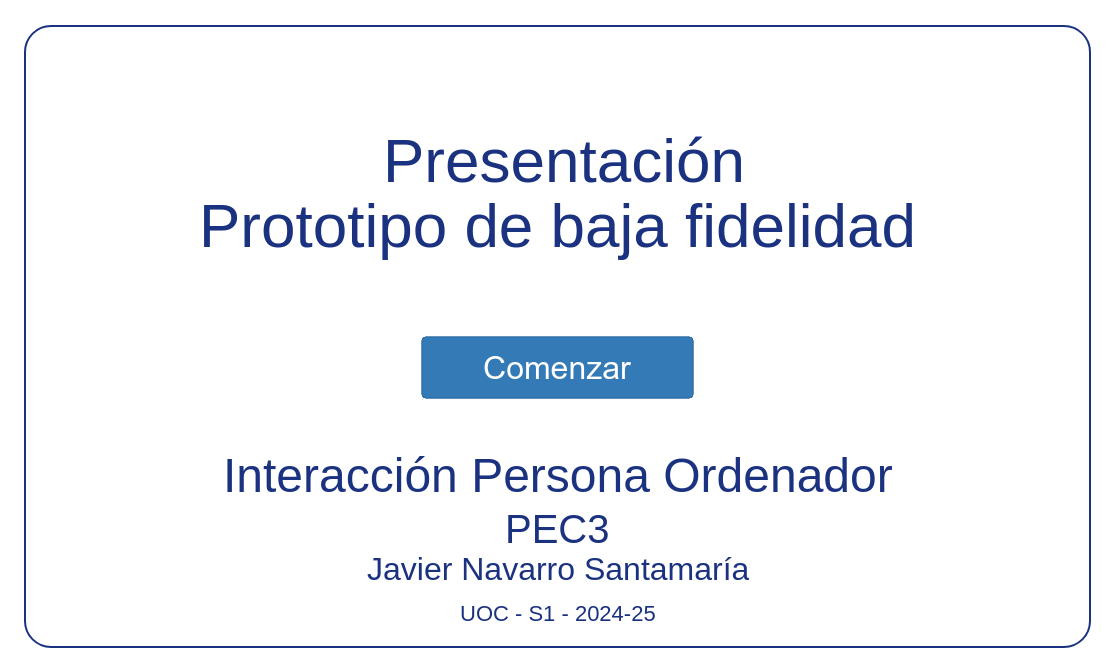 Presentación
Prototipo de baja fidelidad
Comenzar
Interacción Persona Ordenador
PEC3
Javier Navarro Santamaría
UOC - S1 - 2024-25